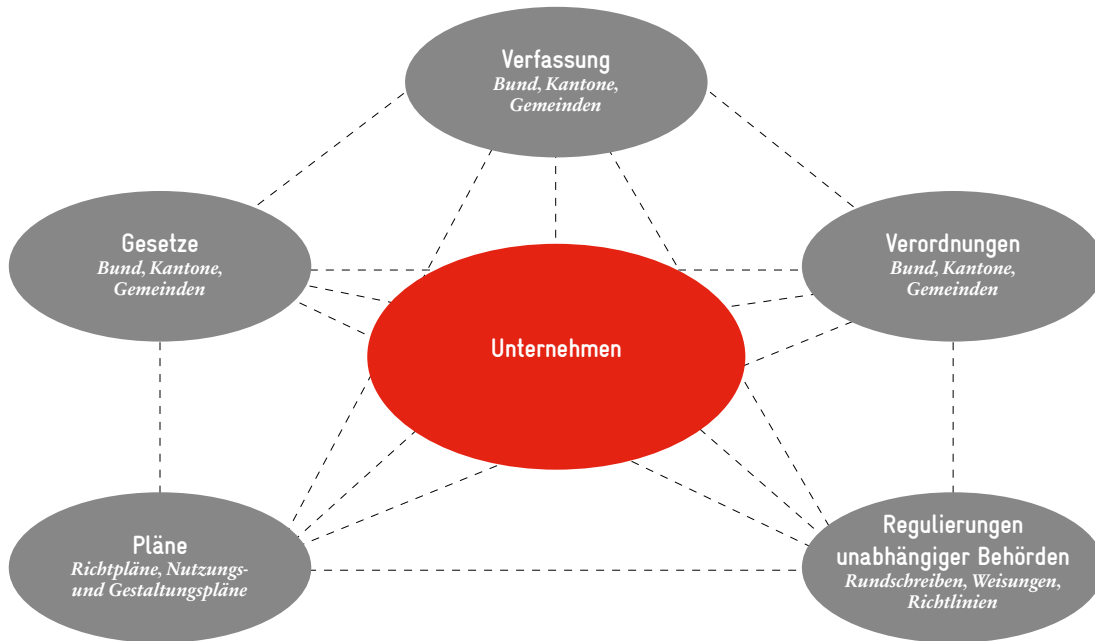 Verfassung
Bund, Kantone,
Gemeinden
Gesetze
Bund, Kantone,
Gemeinden
Verordnungen
Bund, Kantone,
Gemeinden
Unternehmen
Pläne
Richtpläne, Nutzungs-
und Gestaltungspläne
Regulierungen
unabhängiger Behörden
Rundschreiben, Weisungen,
Richtlinien